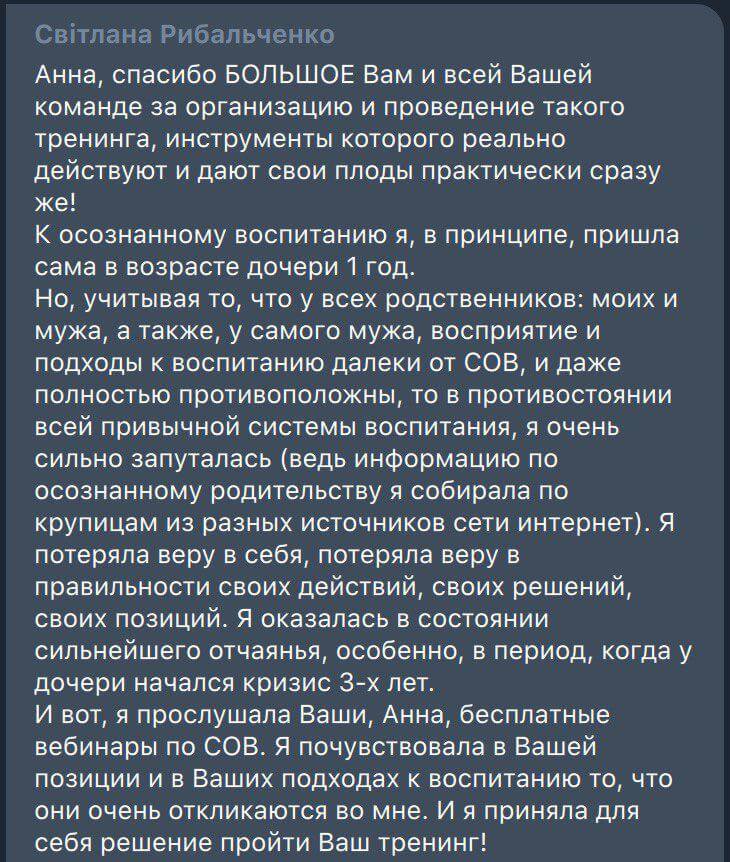 Світлана Рибальченко
Анна, спасибо БОЛЬШОЕ Вам и всей Вашей
команде за организацию и проведение такого
тренинга, инструменты которого реально
действуют и дают свои плоды практически сразу
же!
К осознанному воспитанию я, в принципе, пришла
сама в возрасте дочери 1 год.
Но, учитывая то, что у всех родственников: моих и
мужа, а также, у самого мужа, восприятие и
подходы к воспитанию далеки от СОВ, и даже
полностью противоположны, то в противостоянии
всей привычной системы воспитания, я очень
сильно запуталась (ведь информацию по
осознанному родительству я собирала по
крупицам из разных источников сети интернет). Я
потеряла веру в себя, потеряла веру в
правильности своих действий, своих решений,
своих позиций. Я оказалась в состоянии
сильнейшего отчаянья, особенно, в период, когда у
дочери начался кризис 3-х лет.
И вот, я прослушала Ваши, Анна, бесплатные
вебинары по СОВ. Я почувствовала в Вашей
позиции и в Ваших подходах к воспитанию то, что
они очень откликаются во мне. И я приняла для
себя решение пройти Ваш тренинг!